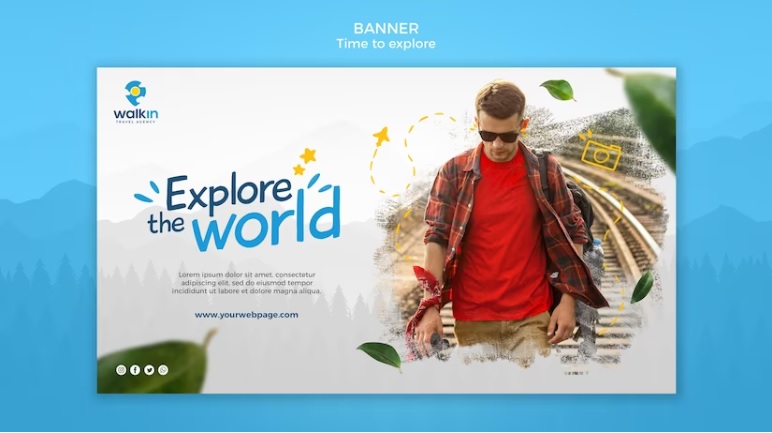 BANNER
Time to explore
walkin
TRAVEL AGENCY
Explore
the world
Lorem ipsum dolor sit amet, consectetur
adipiscing elit, sed do eiusmod tempor
incididunt ut labore et dolore magna aliqua.
www.yourwebpage.com